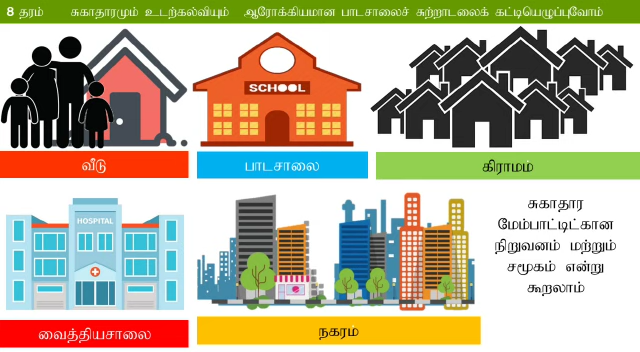 8 தரம் சுகாதாரமும் உடற்கல்வியும் ஆரோக்கியமான பாடசாலைச் சுற்றாடலைக் கட்டியெழுப்புவோம்
SCHOOL
வீடு
பாடசாலை
கிராமம்
HOSPITAL
சுகாதார
மேம்பாட்டிட்கான
நிறுவனம் மற்றும்
சமூகம் என்று
கூறலாம்
வைத்தியசாலை
நகரம